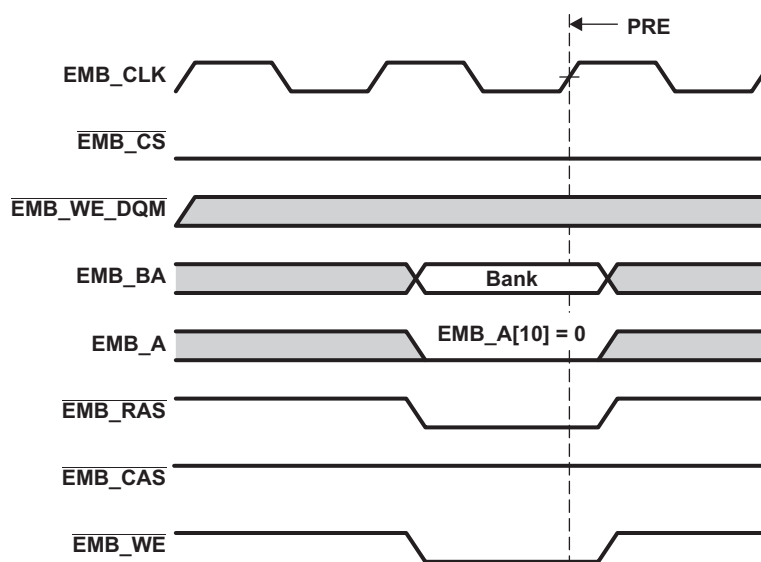 PRE
EMB_CLK
EMB_CS
EMB_WE_DQM
EMB_BA
Bank
EMB_A
EMB_A[10] = 0
EMB_RAS
EMB_CAS
EMB_WE